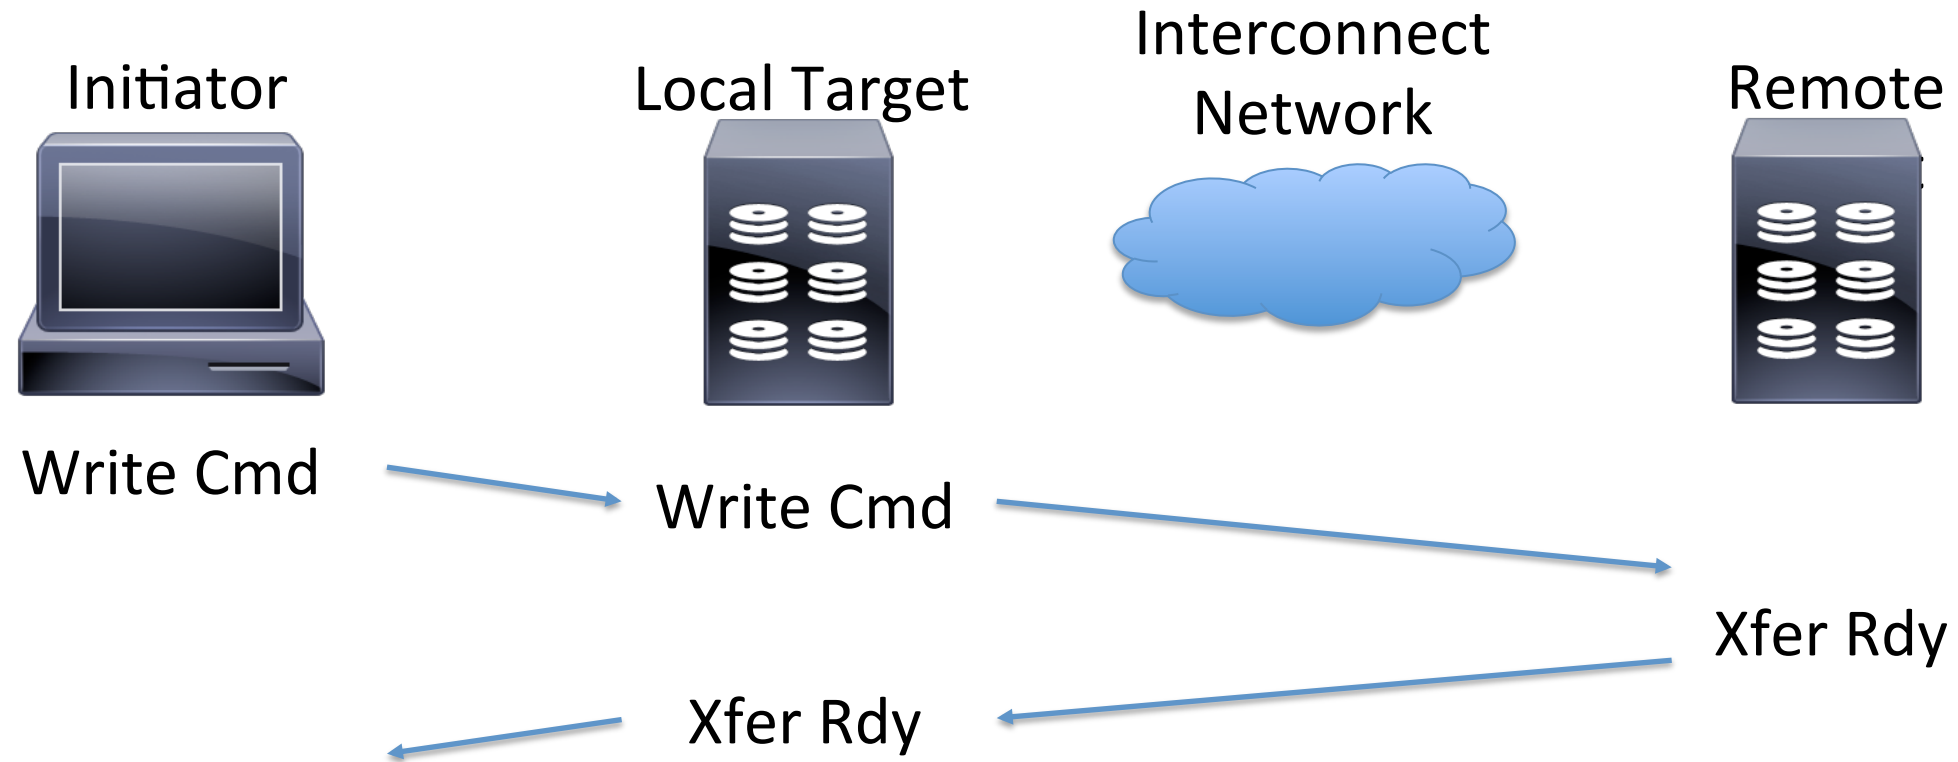 Initiator
Local Target
Interconnect
Network
Remote
Write Cmd
Write Cmd
Xfer Rdy
Xfer Rdy